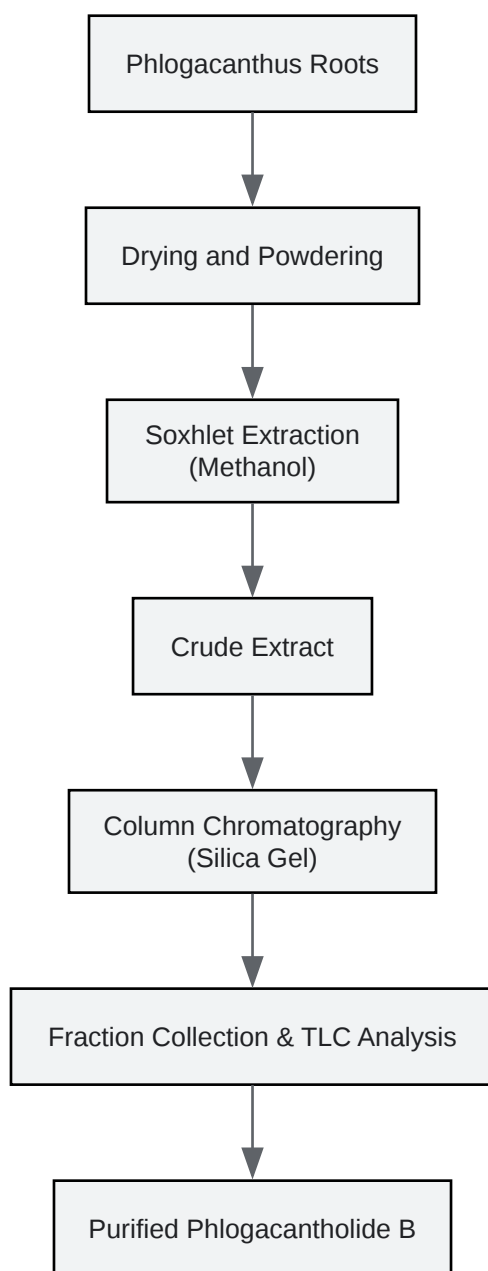 Phlogacanthus Roots
Drying and Powdering
Soxhlet Extraction
(Methanol)
Crude Extract
Column Chromatography
(Silica Gel)
Fraction Collection & TLC Analysis
Purified Phlogacantholide B